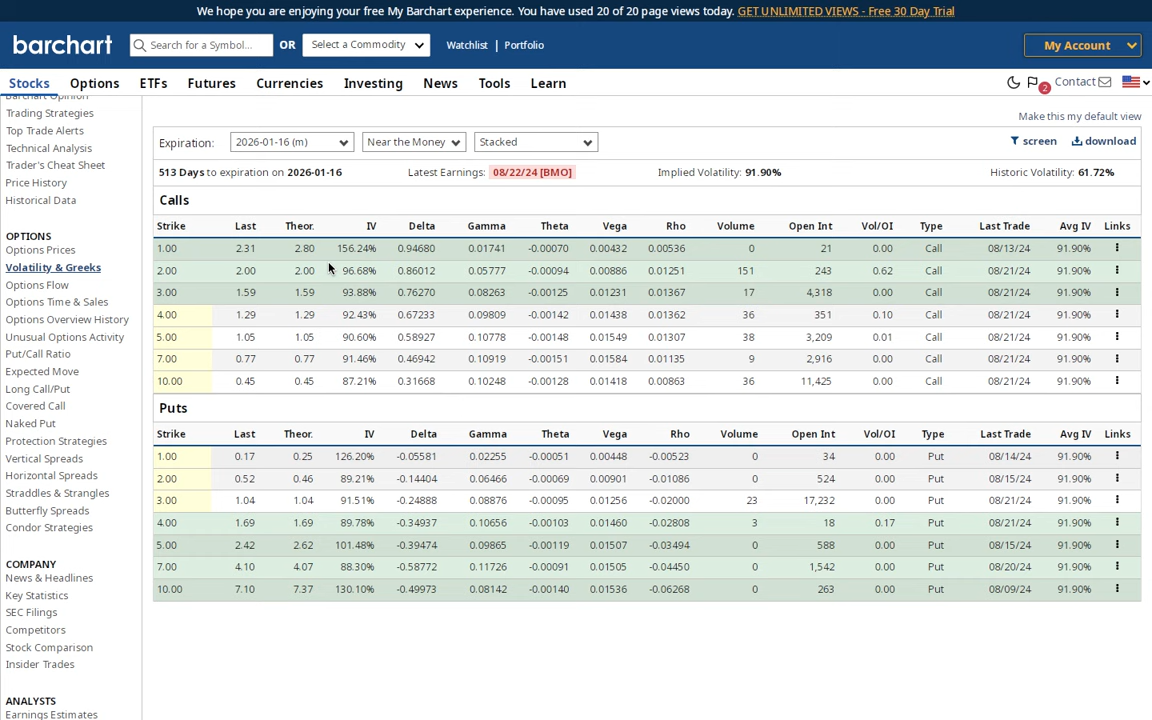 We hope you are enjoying your free My Barchart experience. You have used 20 of 20 page views today. GET UNLIMITED VIEWS - Free 30 Day Trial
barchart Search for a Symbol... OR Select a Commodity Watchlist | Portfolio My Account
Stocks Options ETFs Futures Currencies Investing News Tools Learn 2 Contact
Barchart Opinion
Trading Strategies
Top Trade Alerts
Technical Analysis
Trader's Cheat Sheet
Price History
Historical Data
OPTIONS
Options Prices
Volatility & Greeks
Options Flow
Options Time & Sales
Options Overview History
Unusual Options Activity
Put/Call Ratio
Expected Move
Long Call/Put
Covered Call
Naked Put
Protection Strategies
Vertical Spreads
Horizontal Spreads
Straddles & Strangles
Butterfly Spreads
Condor Strategies
COMPANY
News & Headlines
Key Statistics
SEC Filings
Competitors
Stock Comparison
Insider Trades
ANALYSTS
Earnings Estimates
Make this my default view
Expiration: 2026-01-16 (m) Near the Money Stacked screen download
513 Days to expiration on 2026-01-16 Latest Earnings: 08/22/24 [BMO] Implied Volatility: 91.90% Historic Volatility: 61.72%
Calls
Strike Last Theor. IV Delta Gamma Theta Vega Rho Volume Open Int Vol/OI Type Last Trade Avg IV Links
1.00 2.31 2.80 156.24% 0.94680 0.01741 -0.00070 0.00432 0.00536 0 21 0.00 Call 08/13/24 91.90%
2.00 2.00 2.00 96.68% 0.86012 0.05777 -0.00094 0.00886 0.01251 151 243 0.62 Call 08/21/24 91.90%
3.00 1.59 1.59 93.88% 0.76270 0.08263 -0.00125 0.01231 0.01367 17 4,318 0.00 Call 08/21/24 91.90%
4.00 1.29 1.29 92.43% 0.67233 0.09809 -0.00142 0.01438 0.01362 36 351 0.10 Call 08/21/24 91.90%
5.00 1.05 1.05 90.60% 0.58927 0.10778 -0.00148 0.01549 0.01307 38 3,209 0.01 Call 08/21/24 91.90%
7.00 0.77 0.77 91.46% 0.46942 0.10919 -0.00151 0.01584 0.01135 9 2,916 0.00 Call 08/21/24 91.90%
10.00 0.45 0.45 87.21% 0.31668 0.10248 -0.00128 0.01418 0.00863 36 11,425 0.00 Call 08/21/24 91.90%
Puts
Strike Last Theor. IV Delta Gamma Theta Vega Rho Volume Open Int Vol/OI Type Last Trade Avg IV Links
1.00 0.17 0.25 126.20% -0.05581 0.02255 -0.00051 0.00448 -0.00523 0 34 0.00 Put 08/14/24 91.90%
2.00 0.52 0.46 89.21% -0.14404 0.06466 -0.00069 0.00901 -0.01086 0 524 0.00 Put 08/15/24 91.90%
3.00 1.04 1.04 91.51% -0.24888 0.08876 -0.00095 0.01256 -0.02000 23 17,232 0.00 Put 08/21/24 91.90%
4.00 1.69 1.69 89.78% -0.34937 0.10656 -0.00103 0.01460 -0.02808 3 18 0.17 Put 08/21/24 91.90%
5.00 2.42 2.62 101.48% -0.39474 0.09865 -0.00119 0.01507 -0.03494 0 588 0.00 Put 08/15/24 91.90%
7.00 4.10 4.07 88.30% -0.58772 0.11726 -0.00091 0.01505 -0.04450 0 1,542 0.00 Put 08/20/24 91.90%
10.00 7.10 7.37 130.10% -0.49973 0.08142 -0.00140 0.01536 -0.06268 0 263 0.00 Put 08/09/24 91.90%